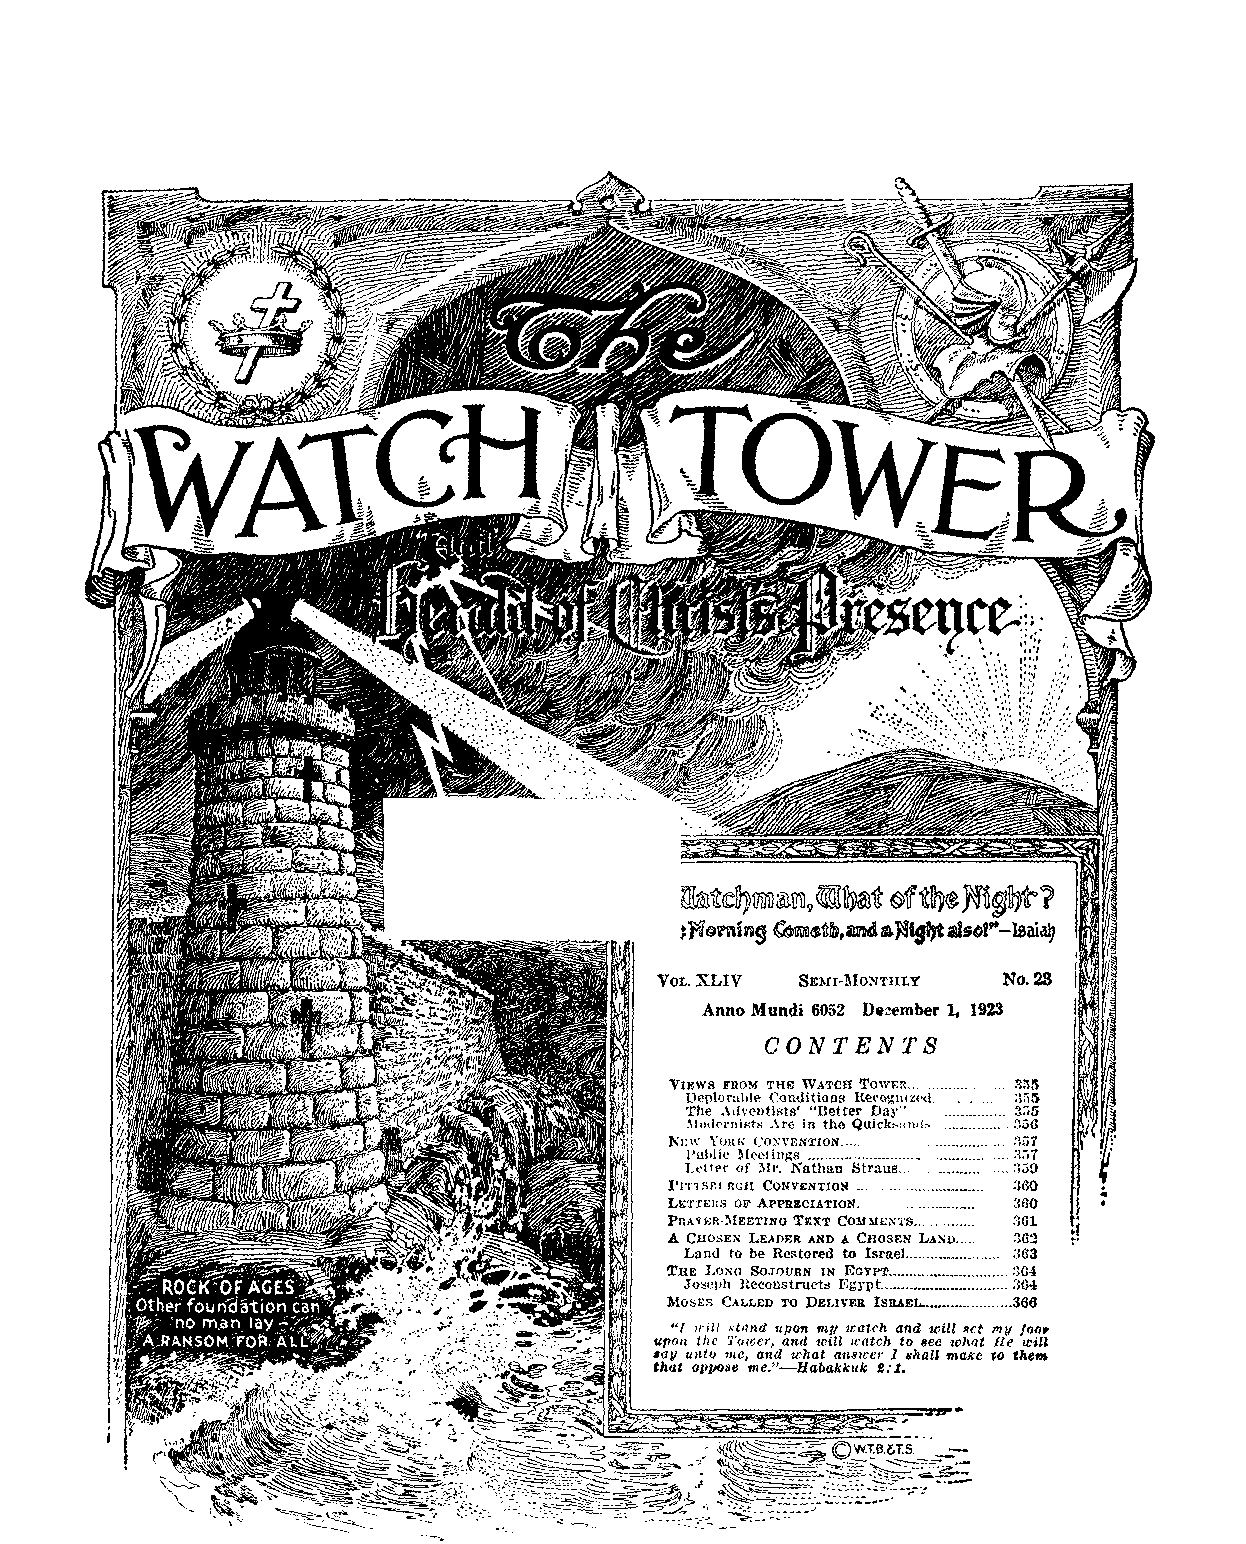 The
WATCH TOWER
And
Herald of Christ's Presence
Watchman, What of the Night?
Morning Cometh, and a Night also!"—Isaiah
VOL. XLIV SEMI-MONTHLY No. 23
Anno Mundi 6052 December 1, 1923
CONTENTS
VIEWS FROM THE WATCH TOWER 355
Deplorable Conditions Recognized 355
The Adventists' "Better Day" 355
Modernists Are in the Quicksands 356
NEW YORK CONVENTION 357
Public Meetings 357
Letter of Mr. Nathan Straus 359
PITTSBURGH CONVENTION 360
LETTERS OF APPRECIATION 360
PRAYER-MEETING TEXT COMMENTS 361
A CHOSEN LEADER AND A CHOSEN LAND 362
Land to be Restored to Israel 363
THE LONG SOJOURN IN EGYPT 364
Joseph Reconstructs Egypt 364
MOSES CALLED TO DELIVER ISRAEL 366
"I will stand upon my watch and will set my foot
upon the Tower, and will watch to see what He will
say unto me, and what answer I shall make to them
that oppose me."—Habakkuk 2:1.
ROCK OF AGES
Other foundation can
no man lay
A RANSOM FOR ALL
©W.T.B.&T.S.